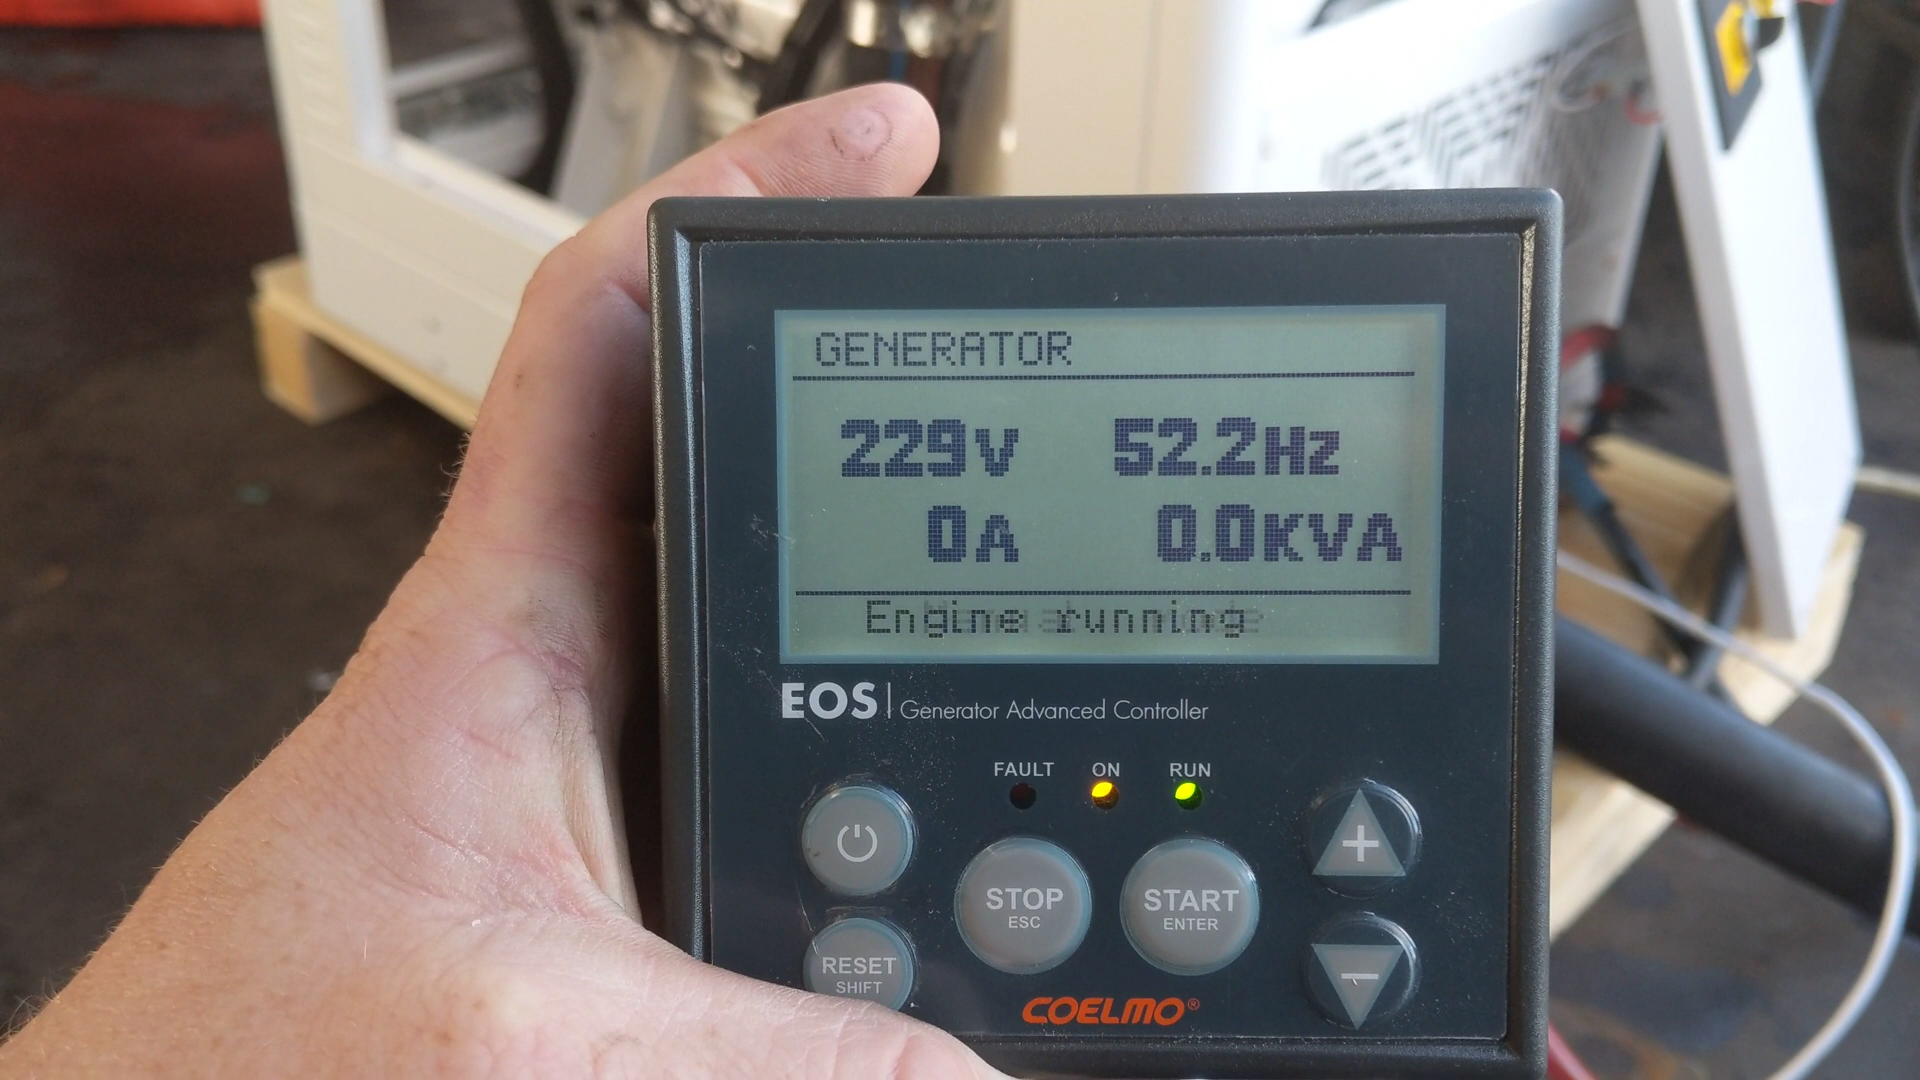 GENERATOR
229V 52.2Hz
0A 0.0KVA
Engine running
EOS | Generator Advanced Controller
FAULT ON RUN
STOP
ESC
START
ENTER
RESET
SHIFT
COELMO®